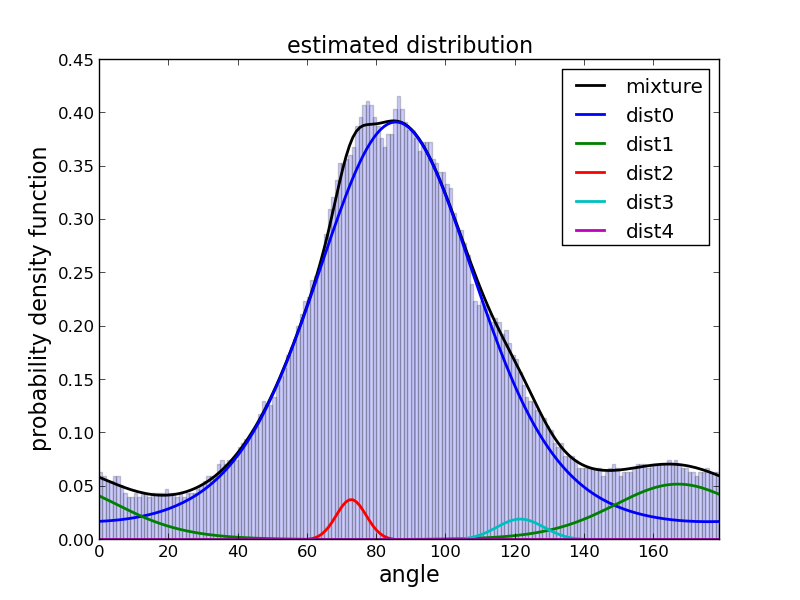 estimated distribution
probability density function
0.45
0.40
0.35
0.30
0.25
0.20
0.15
0.10
0.05
0.00
mixture
dist0
dist1
dist2
dist3
dist4
0 20 40 60 80 100 120 140 160
angle